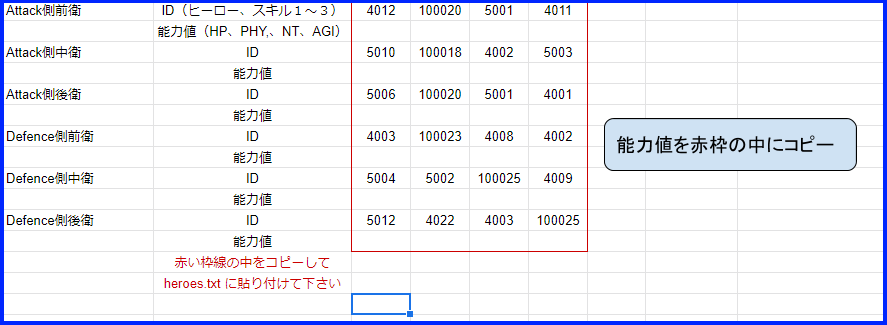 Attack側前衛 ID（ヒーロー、スキル１～３） 4012 100020 5001 4011
能力値（HP、PHY,、NT、AGI）
Attack側中衛 ID 5010 100018 4002 5003
能力値
Attack側後衛 ID 5006 100020 5001 4001
能力値
Defence側前衛 ID 4003 100023 4008 4002
能力値
Defence側中衛 ID 5004 5002 100025 4009
能力値
Defence側後衛 ID 5012 4022 4003 100025
能力値
赤い枠線の中をコピーして
heroes.txt に貼り付けて下さい
能力値を赤枠の中にコピー